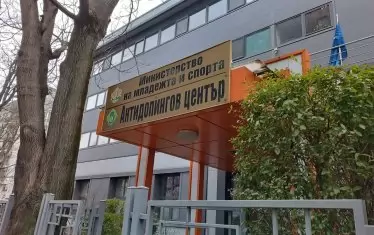 Министерство
на младежта и спорта
Антидопингов център